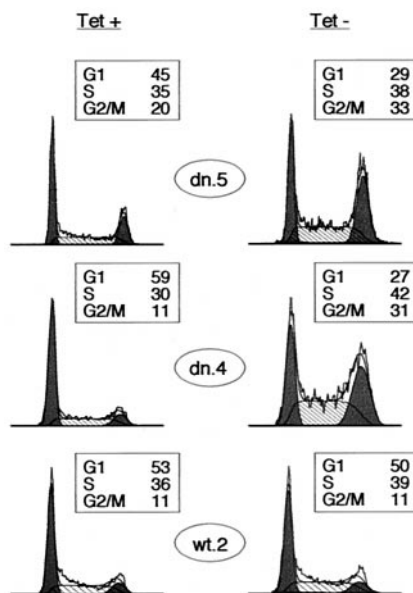 Tet + Tet -
G1 45
S 35
G2/M 20
G1 29
S 38
G2/M 33
dn.5
G1 59
S 30
G2/M 11
G1 27
S 42
G2/M 31
dn.4
G1 53
S 36
G2/M 11
G1 50
S 39
G2/M 11
wt.2